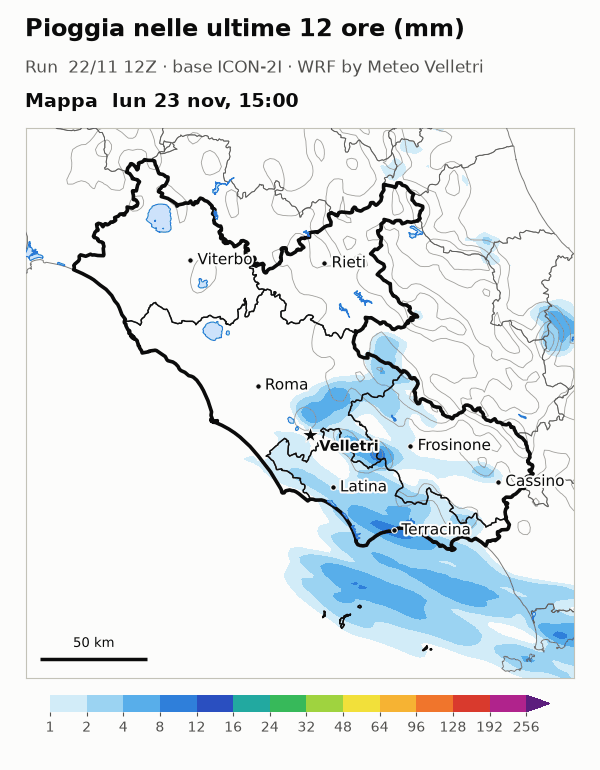 Pioggia nelle ultime 12 ore (mm)
Run 22/11 12Z · base ICON-2I · WRF by Meteo Velletri
Mappa lun 23 nov, 15:00
Viterbo
Rieti
Roma
Velletri
Frosinone
Cassino
Latina
Terracina
50 km
1 2 4 8 12 16 24 32 48 64 96 128 192 256